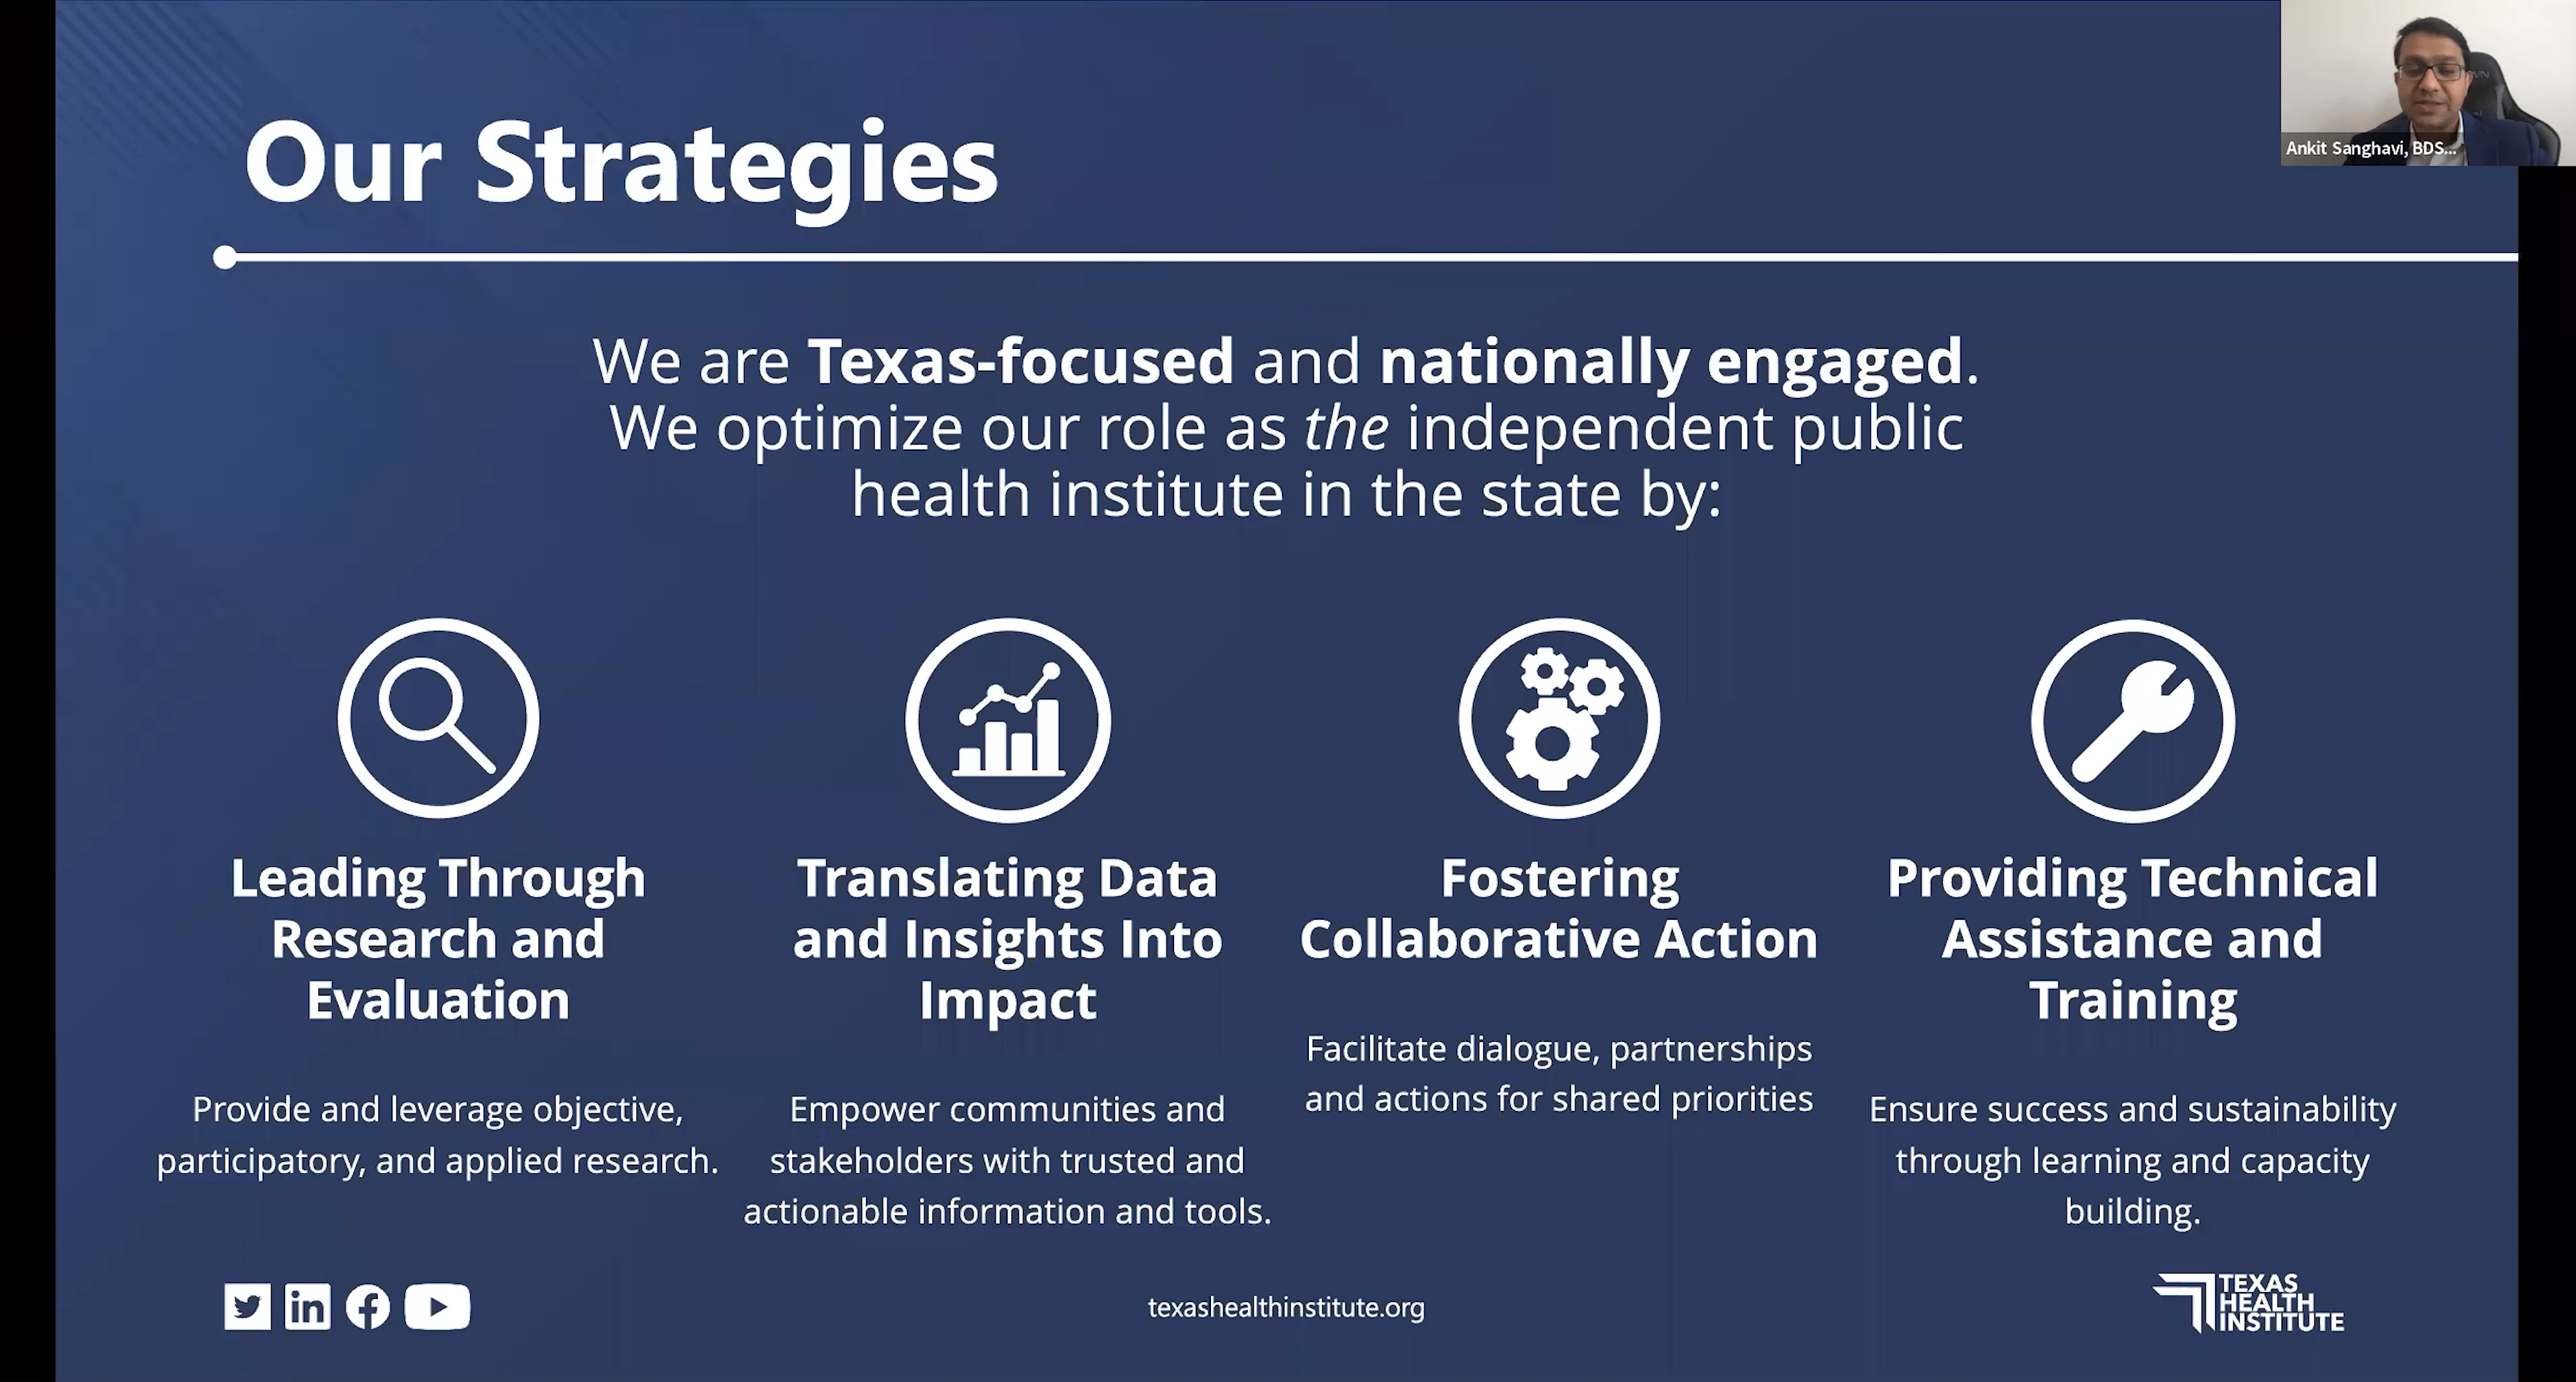 Our Strategies
Ankit Sanghavi, BDS...
We are Texas-focused and nationally engaged.
We optimize our role as the independent public
health institute in the state by:
Leading Through
Research and
Evaluation
Provide and leverage objective,
participatory, and applied research.
Translating Data
and Insights Into
Impact
Empower communities and
stakeholders with trusted and
actionable information and tools.
Fostering
Collaborative Action
Facilitate dialogue, partnerships
and actions for shared priorities
Providing Technical
Assistance and
Training
Ensure success and sustainability
through learning and capacity
building.
in
texashealthinstitute.org
TEXAS
HEALTH
INSTITUTE